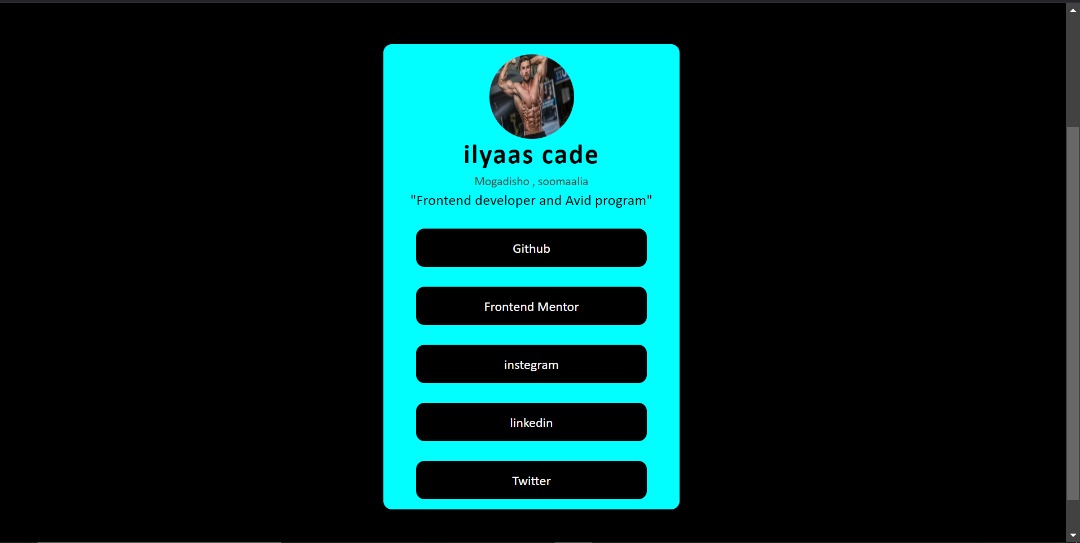 ilyaas cade
Mogadisho , soomaalia
"Frontend developer and Avid program"
Github
Frontend Mentor
instegram
linkedin
Twitter